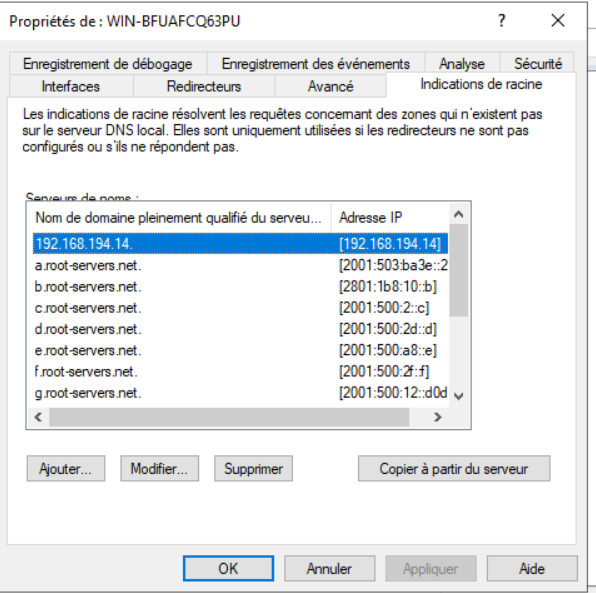 Propriétés de : WIN-BFUAFCQ63PU ?
Enregistrement de débogage Enregistrement des événements Analyse Sécurité
Interfaces Redirecteurs Avancé Indications de racine
Les indications de racine résolvent les requêtes concernant des zones qui n'existent pas
sur le serveur DNS local. Elles sont uniquement utilisées si les redirecteurs ne sont pas
configurés ou s'ils ne répondent pas.
Serveurs de noms :
Nom de domaine pleinement qualifié du serveu... Adresse IP
192.168.194.14. [192.168.194.14]
a.root-servers.net. [2001:503:ba3e::2
b.root-servers.net. [2801:1b8:10::b]
c.root-servers.net. [2001:500:2::c]
d.root-servers.net. [2001:500:2d::d]
e.root-servers.net. [2001:500:a8::e]
f.root-servers.net. [2001:500:2f::f]
g.root-servers.net. [2001:500:12::d0d
Ajouter... Modifier... Supprimer Copier à partir du serveur
OK Annuler Appliquer Aide